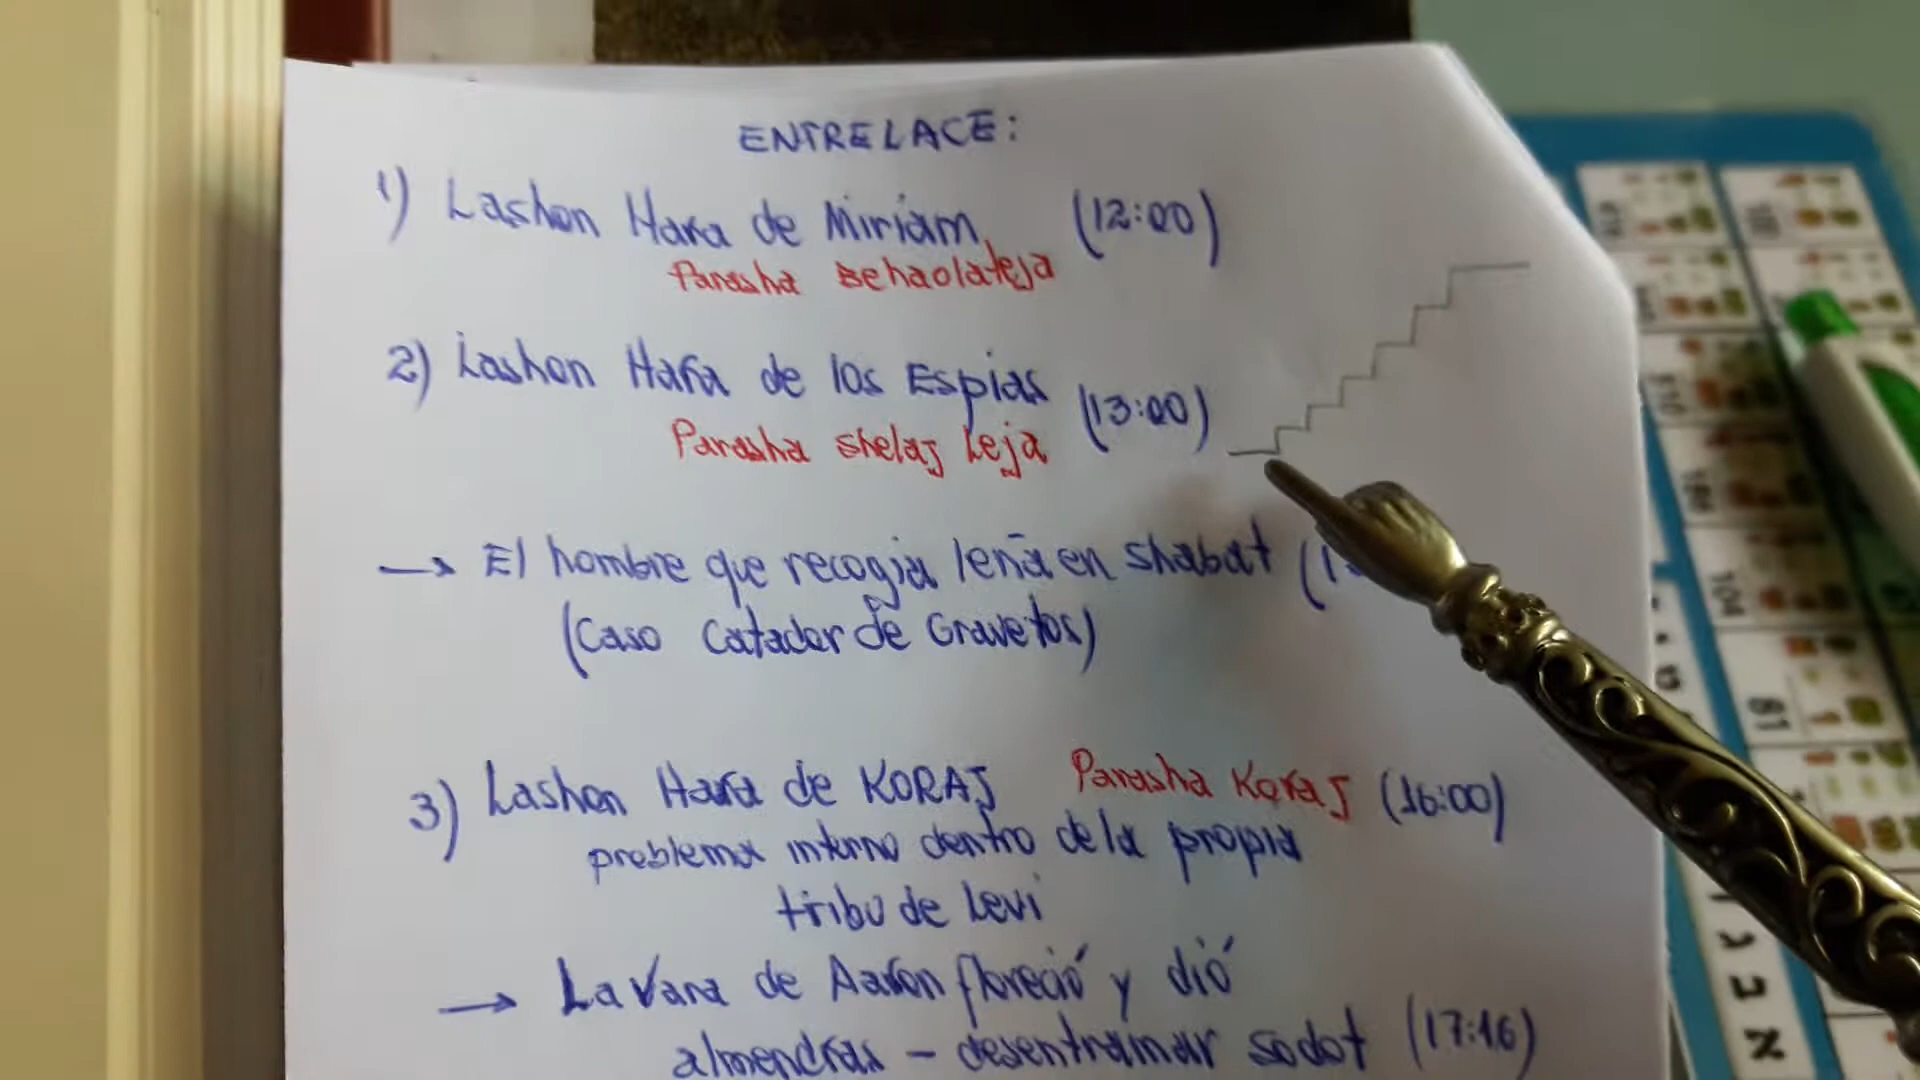 ENTRELACE:
1) Lashon Hara de Miriam (12:00)
Parasha Behaolateja
2) Lashon Hara de los Espias (13:00)
Parasha Shelaj Leja
→ El hombre que recogia leña en shabat
(Caso Catador de Gravetos)
3) Lashon Hara de KORAJ Parasha Koraj (16:00)
problema interno dentro de la propia
tribu de Levi
→ La Vara de Aaron floreció y dió
almendras - desentramar sodot (17:16)
104
81